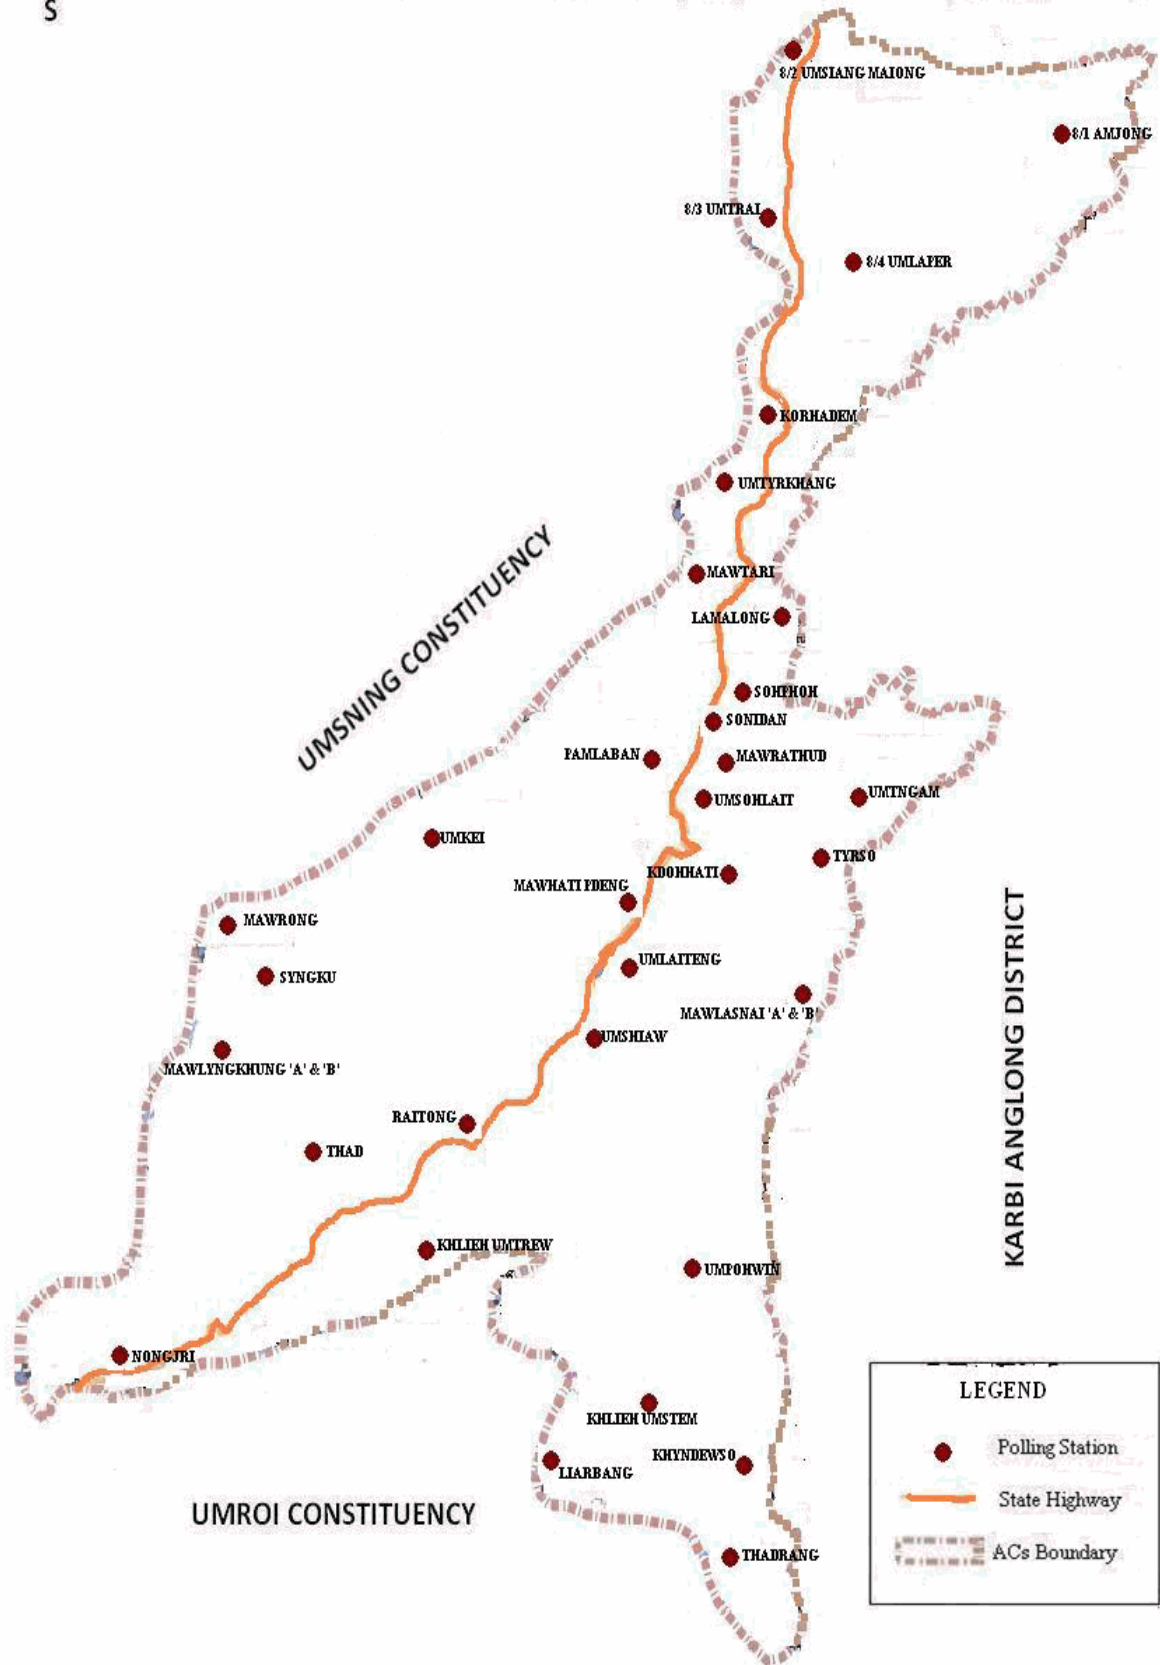 S
8/2 UMSIANG MAIONG
8/1 AMJONG
8/3 UMTRAI
8/4 UMLAPER
KORHADEM
UMTYRKHANG
UMSNING CONSTITUENCY
MAWTARI
LAMALONG
SOHPHOH
SONIDAN
PAMLABAN
MAWRATHUD
UMSOHLAIT
UMTNGAM
UMKEI
TYRSO
KDOHHATI
MAWHATI PDENG
MAWRONG
UMLAITENG
SYNGKU
MAWLASNAI 'A' & 'B'
KARBI ANGLONG DISTRICT
UMSHIAW
MAWLYNGKHUNG 'A' & 'B'
RAITONG
THAD
KHLIEH UMTREW
UMPOHWIN
NONGJRI
KHLIEH UMSTEM
KHYNDEWSO
LIARBANG
UMROI CONSTITUENCY
THADRANG
LEGEND
Polling Station
State Highway
ACs Boundary